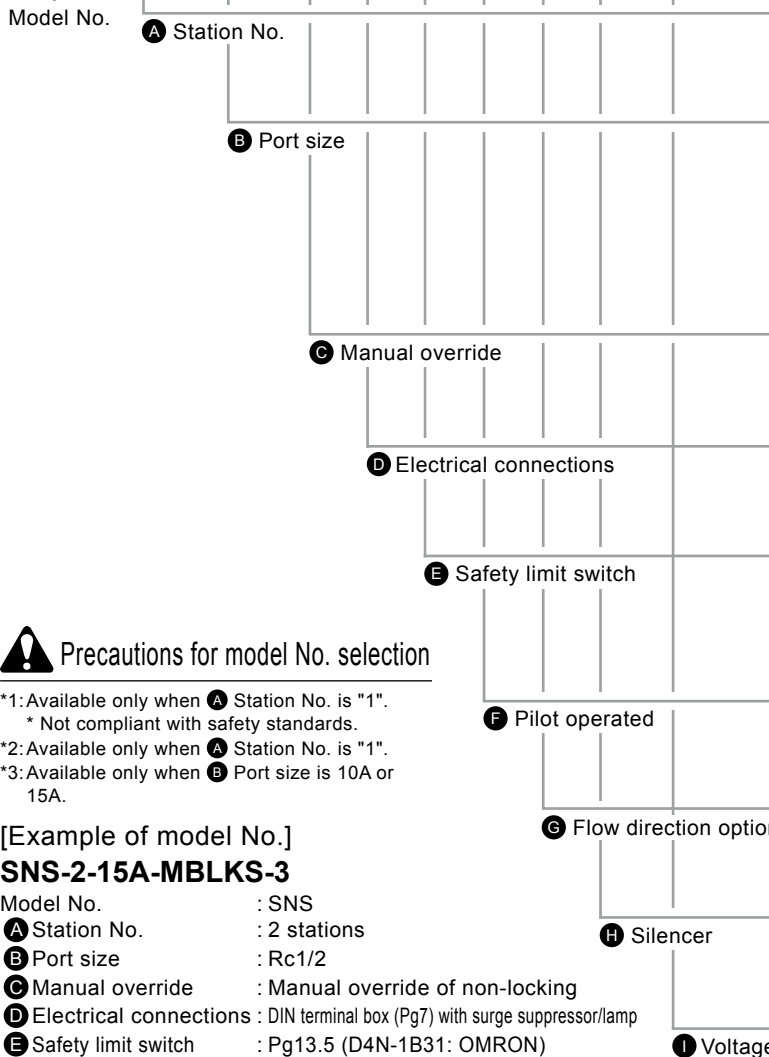 Model No.
A Station No.
B Port size
C Manual override
D Electrical connections
E Safety limit switch
Precautions for model No. selection
*1: Available only when A Station No. is "1".
* Not compliant with safety standards.
*2: Available only when A Station No. is "1".
*3: Available only when B Port size is 10A or
15A.
F Pilot operated
G Flow direction option
[Example of model No.]
SNS-2-15A-MBLKS-3
Model No. : SNS
A Station No. : 2 stations
H Silencer
B Port size : Rc1/2
C Manual override : Manual override of non-locking
D Electrical connections : DIN terminal box (Pg7) with surge suppressor/lamp
E Safety limit switch : Pg13.5 (D4N-1B31: OMRON)
I Voltage